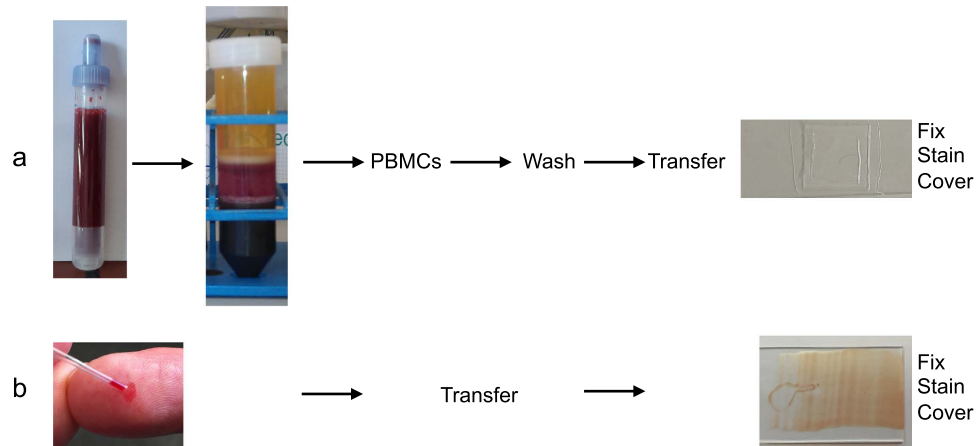 a
PBMCs
Wash
Transfer
Fix
Stain
Cover
b
Transfer
Fix
Stain
Cover